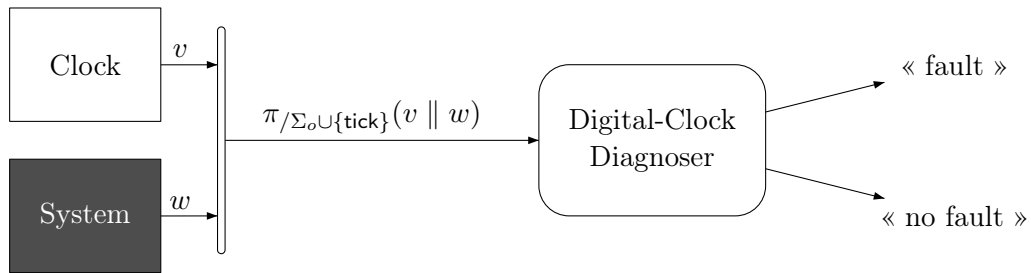 Clock
v
System
w
π/Σₒ∪{tick}(v ∥ w)
Digital-Clock
Diagnoser
« fault »
« no fault »